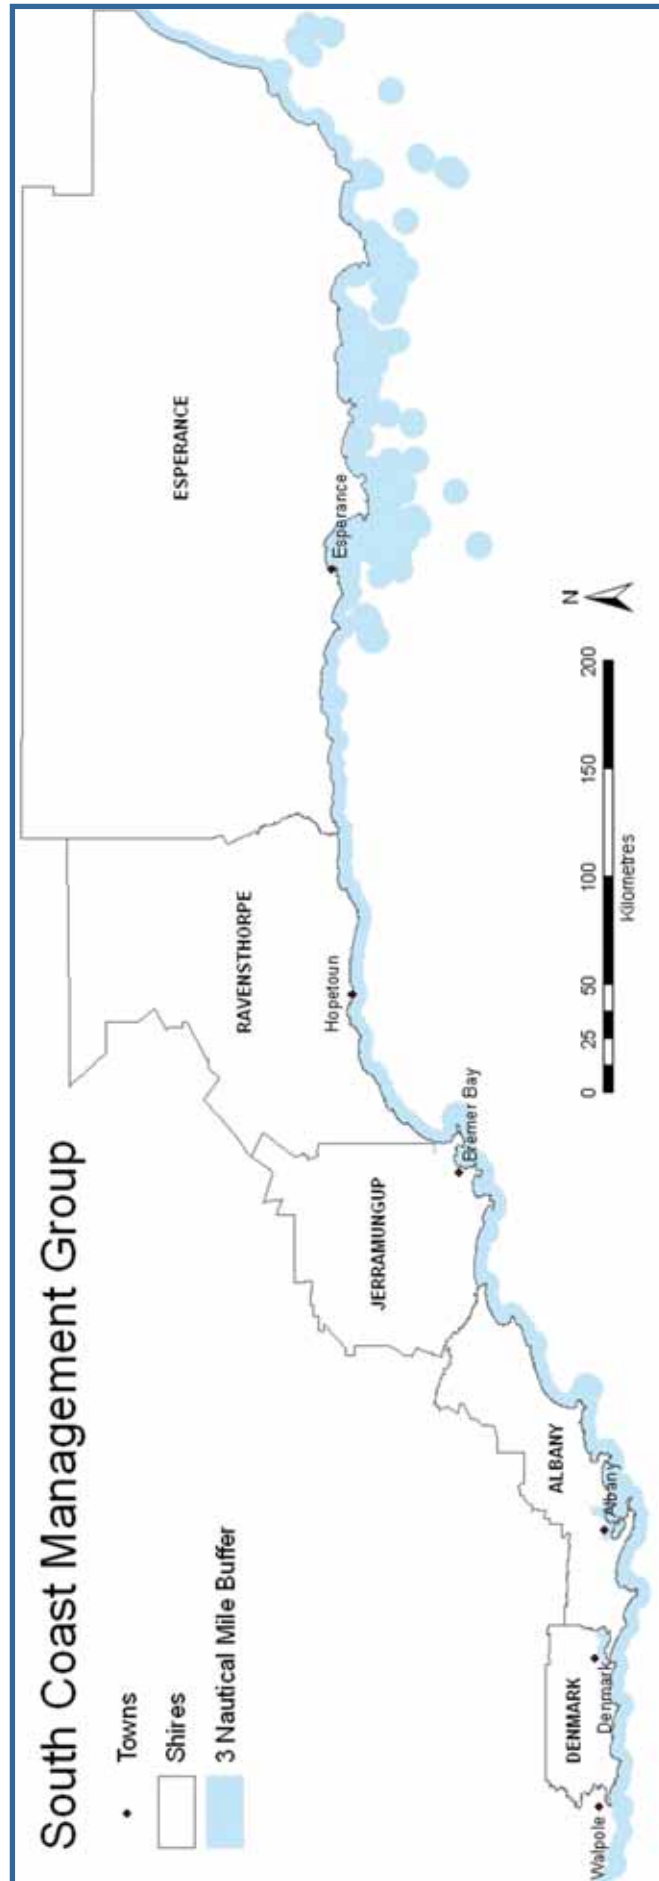 South Coast Management Group
Towns
Shires
3 Nautical Mile Buffer
ESPERANCE
RAVENSTHORPE
JERRAMUNGUP
ALBANY
DENMARK
Esperance
Hopetoun
Bremer Bay
Albany
Denmark
Walpole
N
0 25 50 100 150 200
Kilometres